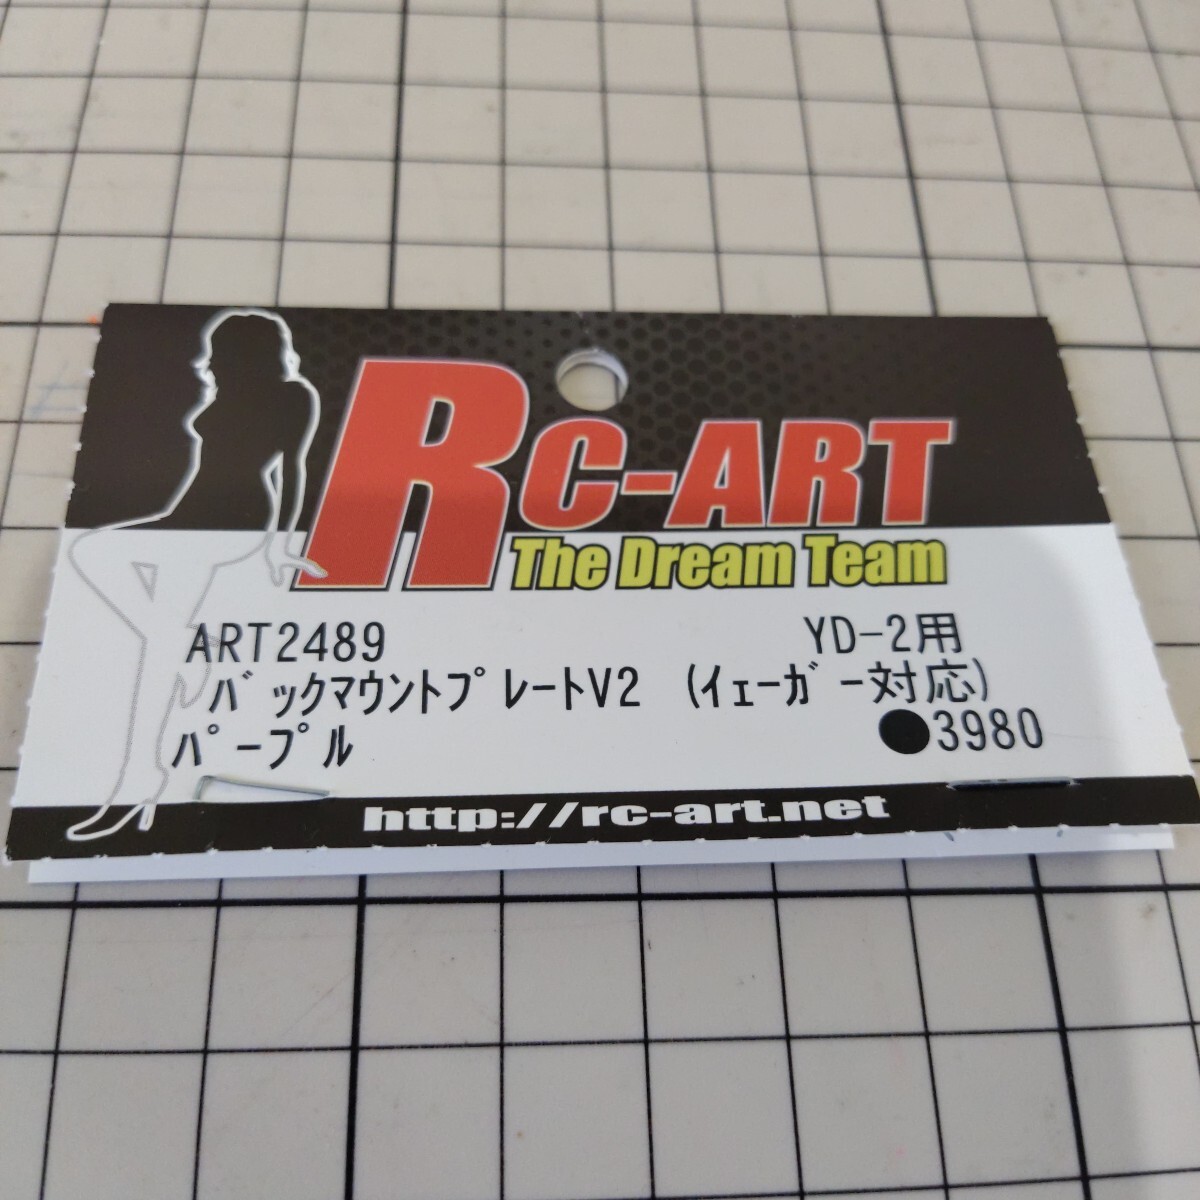 RC-ART
The Dream Team
ART2489 YD-2用
ﾊﾞｯｸﾏｳﾝﾄﾌﾟﾚｰﾄV2 (ｲｪｰｶﾞｰ対応)
ﾊﾟｰﾌﾟﾙ ●3980
http://rc-art.net